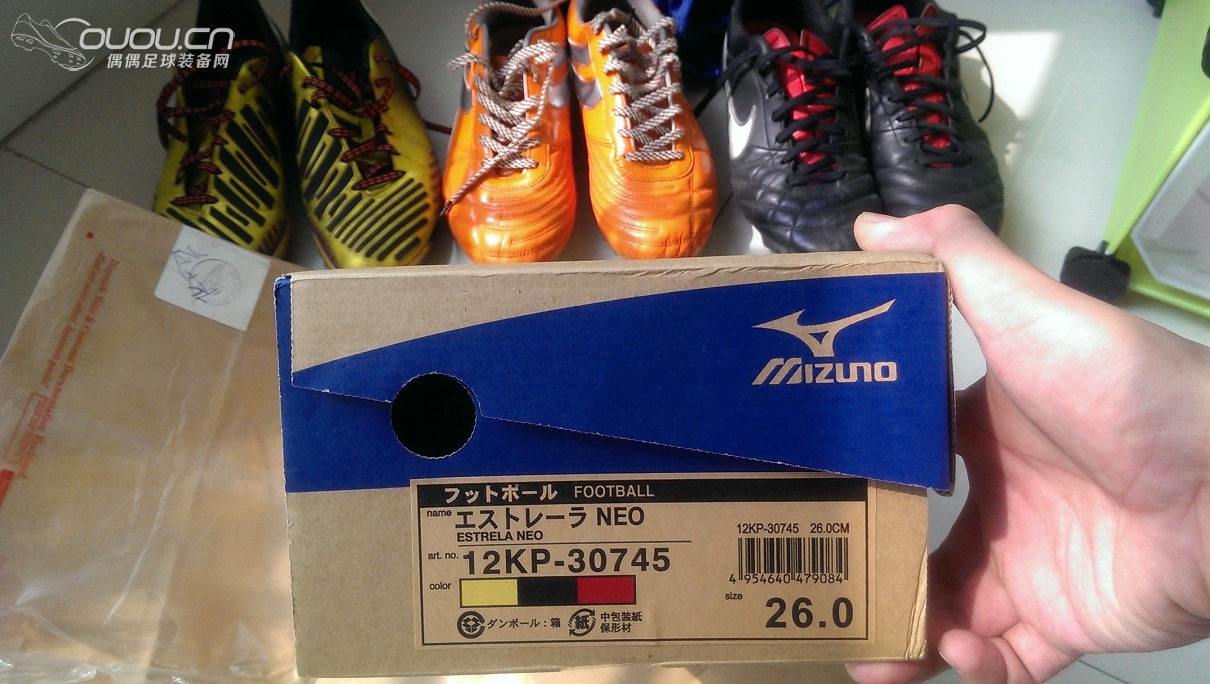 OUOU.CN
偶偶足球装备网
MIZUNO
フットボール FOOTBALL
name エストレーラ NEO
ESTRELA NEO
art. no. 12KP-30745
color
12KP-30745 26.0CM
4 954640 479084
size 26.0
ダンボール：箱
紙 中包装紙
保形材